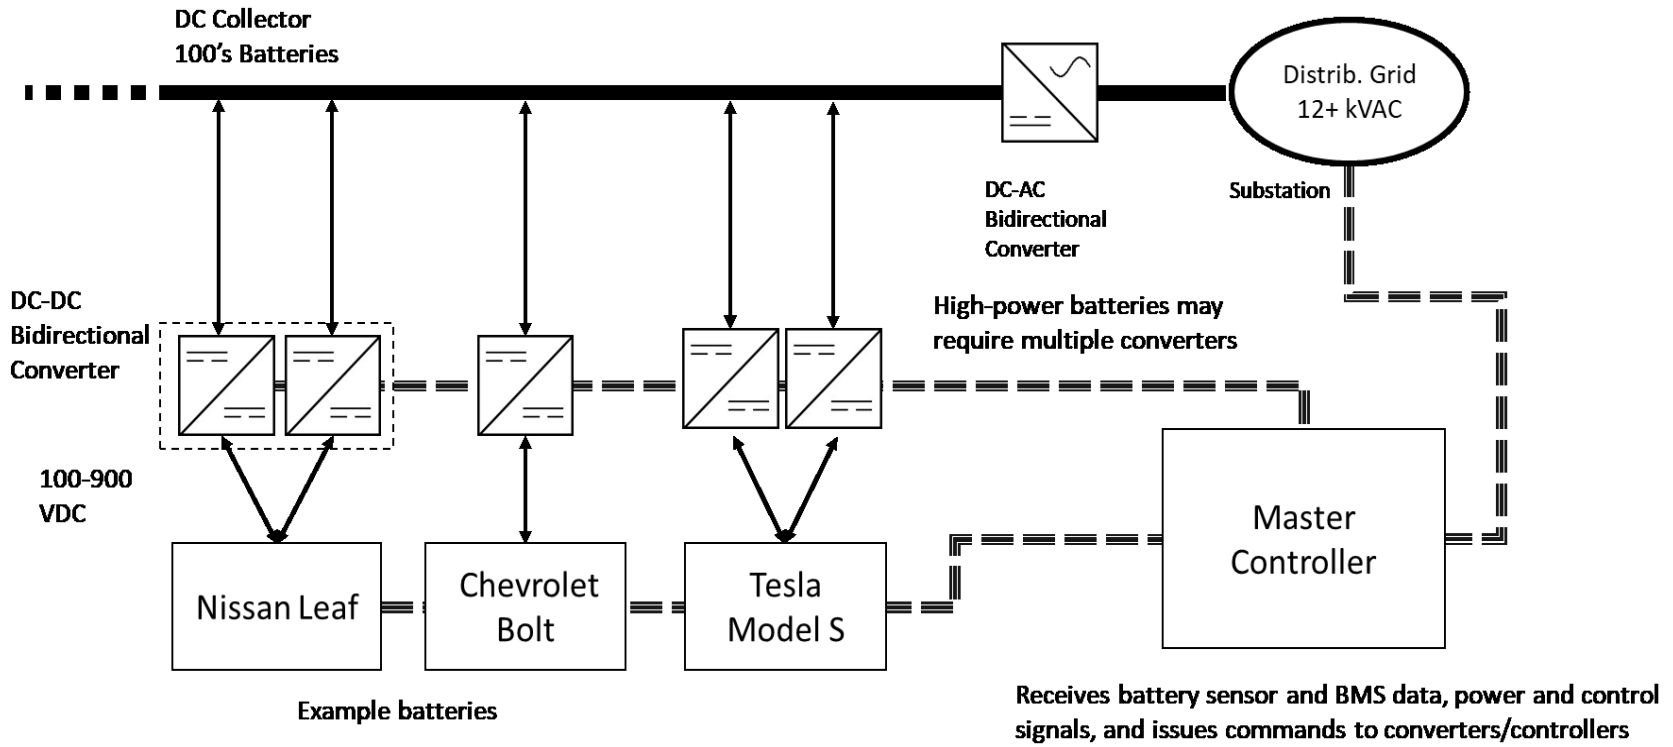 DC Collector
100's Batteries
Distrib. Grid
12+ kVAC
DC-AC
Bidirectional
Converter
Substation
DC-DC
Bidirectional
Converter
High-power batteries may
require multiple converters
100-900
VDC
Nissan Leaf
Chevrolet
Bolt
Tesla
Model S
Master
Controller
Example batteries
Receives battery sensor and BMS data, power and control
signals, and issues commands to converters/controllers